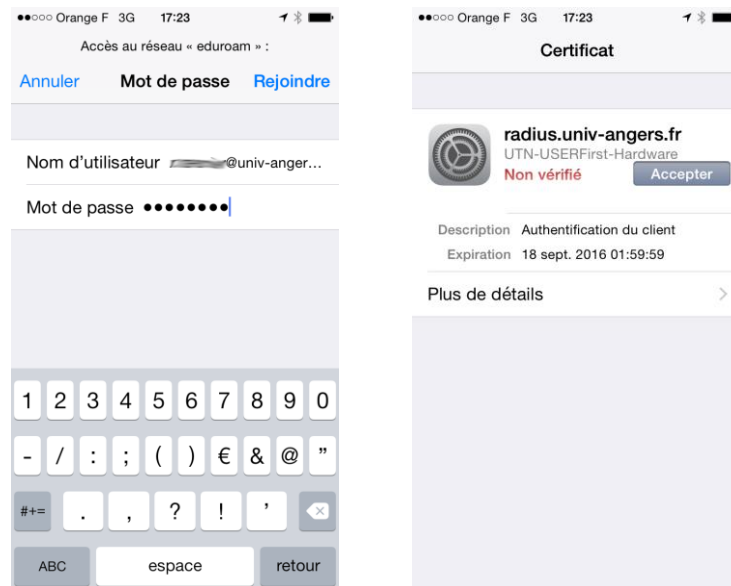 Orange F 3G 17:23
Accès au réseau « eduroam » :
Annuler Mot de passe Rejoindre
Nom d'utilisateur @univ-anger...
Mot de passe ●●●●●●●●
1 2 3 4 5 6 7 8 9 0
- / : ; ( ) € & @ "
#+= . , ? ! '
ABC espace retour
Orange F 3G 17:23
Certificat
radius.univ-angers.fr
UTN-USERFirst-Hardware
Non vérifié Accepter
Description Authentification du client
Expiration 18 sept. 2016 01:59:59
Plus de détails